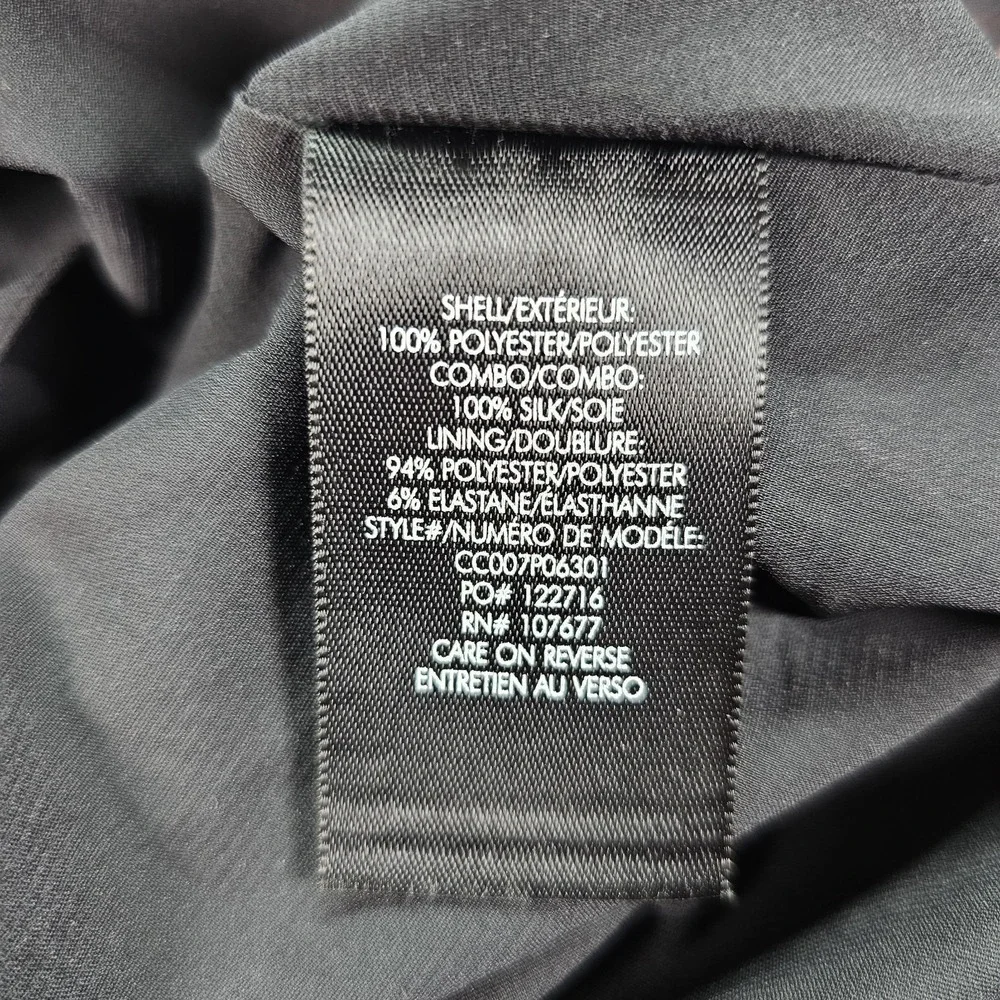 SHELL/EXTÉRIEUR:
100% POLYESTER/POLYESTER
COMBO/COMBO:
100% SILK/SOIE
LINING/DOUBLURE:
94% POLYESTER/POLYESTER
6% ELASTANE/ÉLASTHANNE
STYLE#/NUMÉRO DE MODÈLE:
CC007P06301
PO# 122716
RN# 107677
CARE ON REVERSE
ENTRETIEN AU VERSO